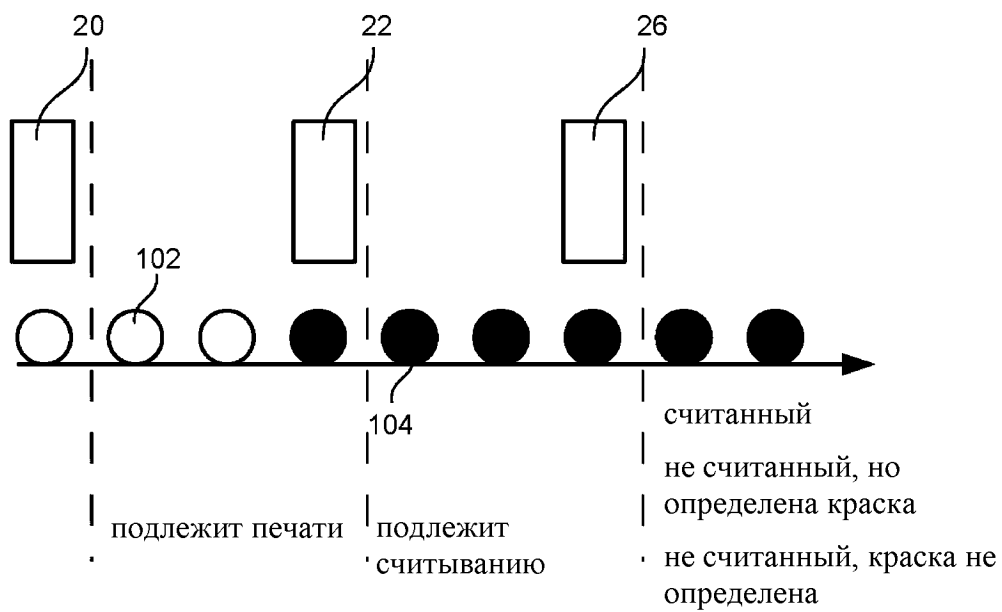 20
22
26
102
104
считанный
не считанный, но
определена краска
подлежит печати
подлежит
считыванию
не считанный, краска не
определена